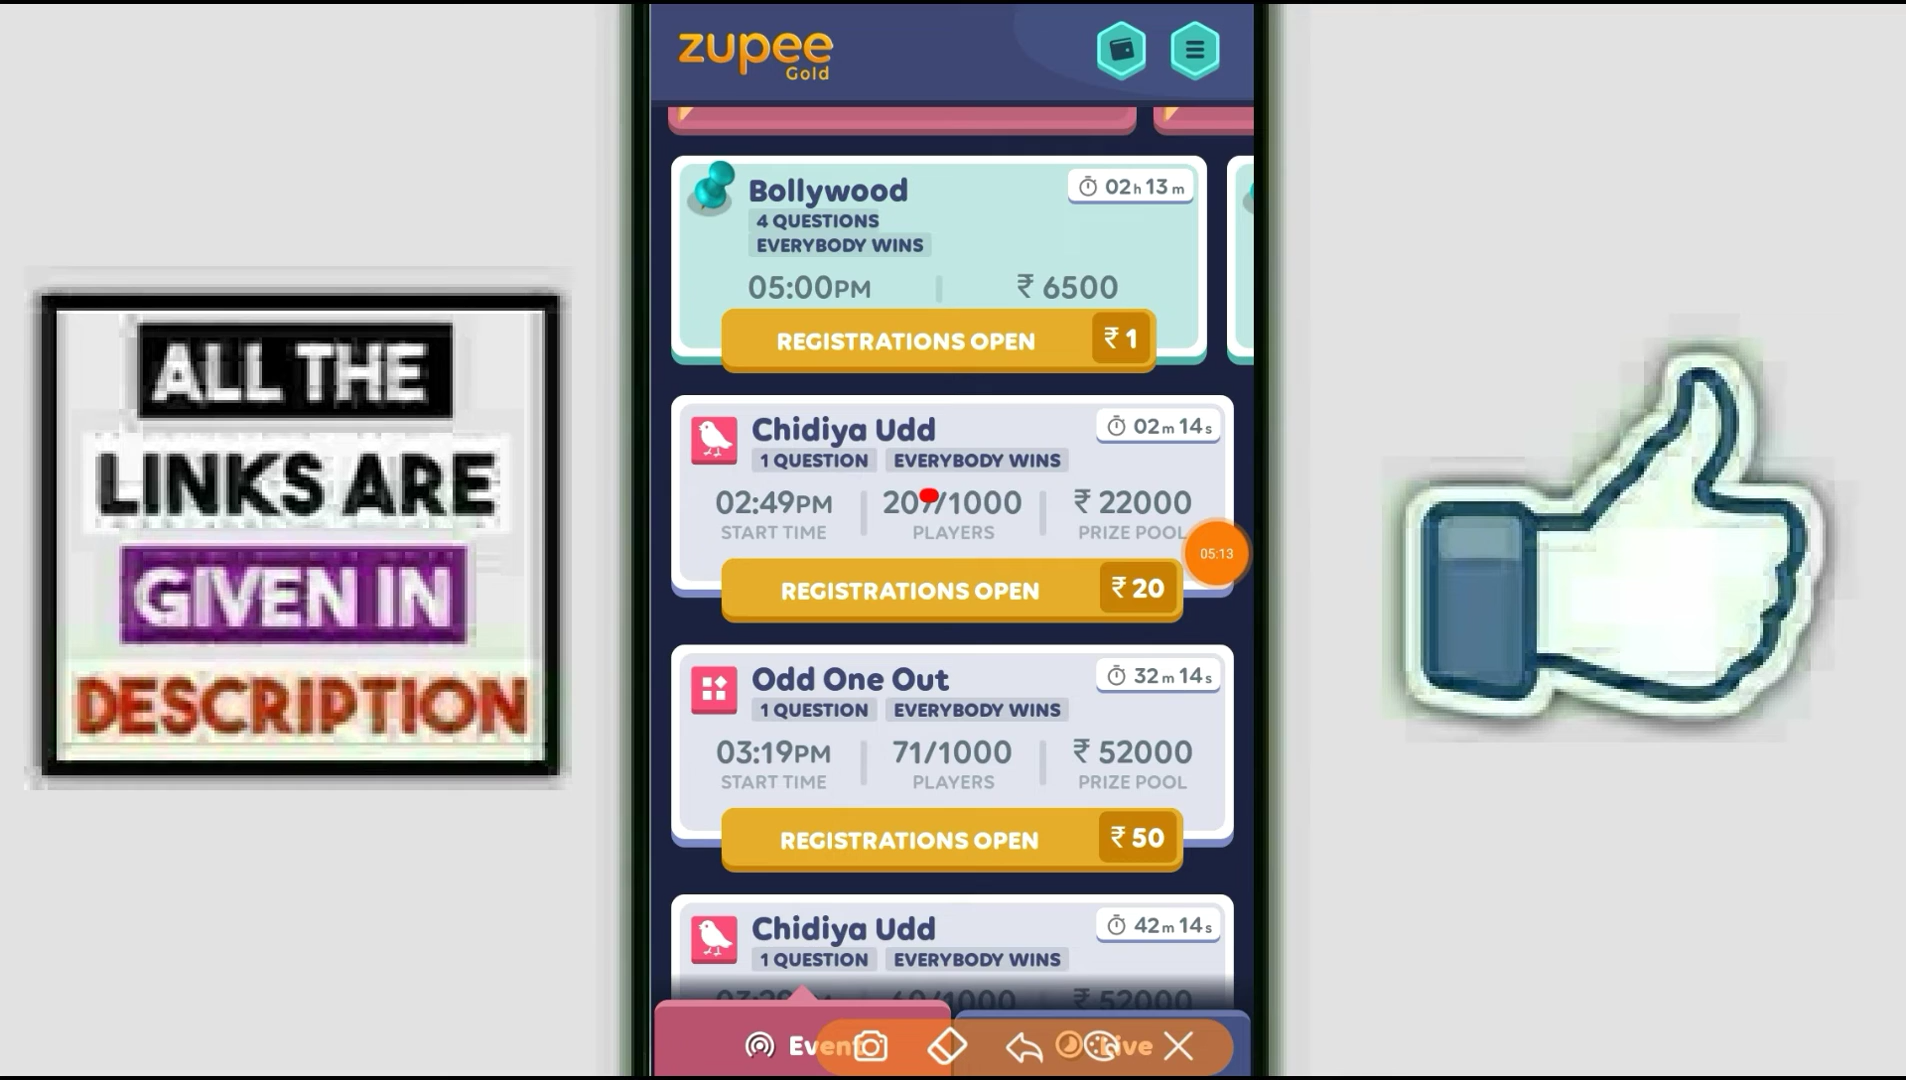 ALL THE
LINKS ARE
GIVEN IN
DESCRIPTION
zupee
Gold
Bollywood
02h 13m
4 QUESTIONS
EVERYBODY WINS
05:00PM
₹ 6500
REGISTRATIONS OPEN ₹ 1
Chidiya Udd
02m 14s
1 QUESTION EVERYBODY WINS
02:49PM
/1000
₹ 22000
START TIME
PLAYERS
PRIZE POOL
05:13
REGISTRATIONS OPEN ₹ 20
Odd One Out
32m 14s
1 QUESTION EVERYBODY WINS
03:19PM
71/1000
₹ 52000
START TIME
PLAYERS
PRIZE POOL
REGISTRATIONS OPEN ₹ 50
Chidiya Udd
42m 14s
1 QUESTION EVERYBODY WINS
₹ 52000
Event
Live